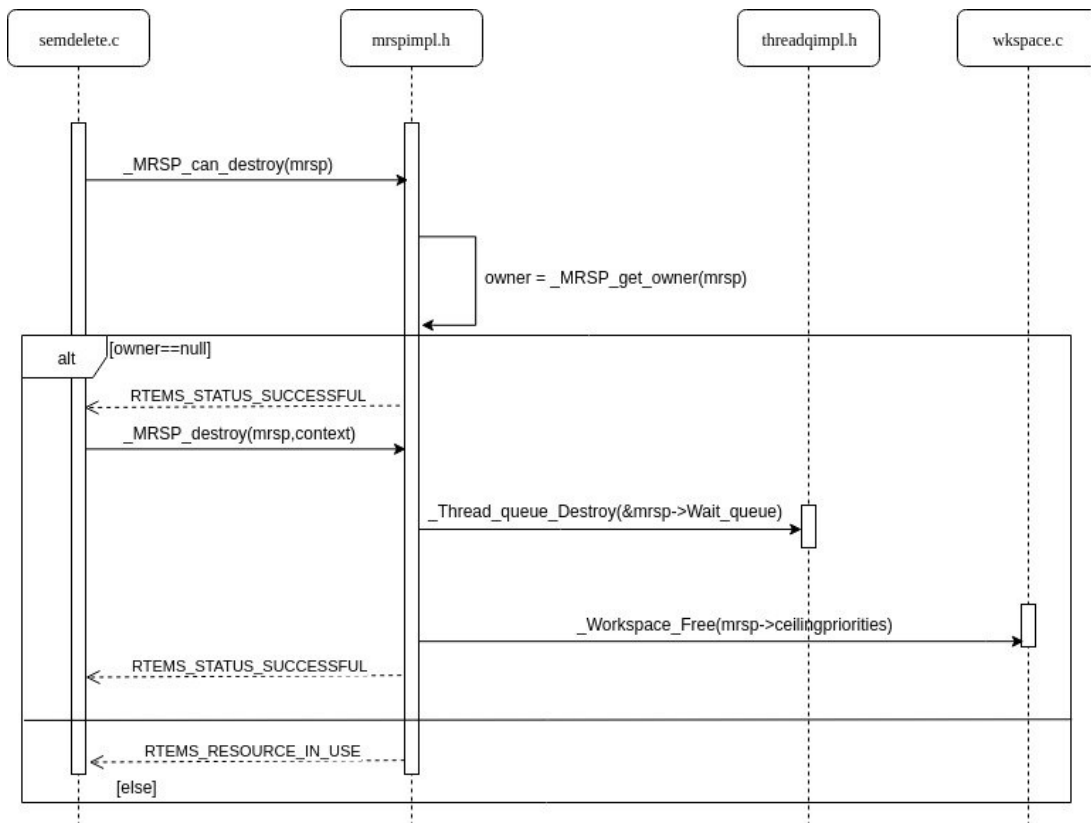 semdelete.c
mrspimpl.h
threadqimpl.h
wkspace.c
_MRSP_can_destroy(mrsp)
owner = _MRSP_get_owner(mrsp)
alt
[owner==null]
RTEMS_STATUS_SUCCESSFUL
_MRSP_destroy(mrsp,context)
_Thread_queue_Destroy(&mrsp->Wait_queue)
_Workspace_Free(mrsp->ceilingpriorities)
RTEMS_STATUS_SUCCESSFUL
RTEMS_RESOURCE_IN_USE
[else]